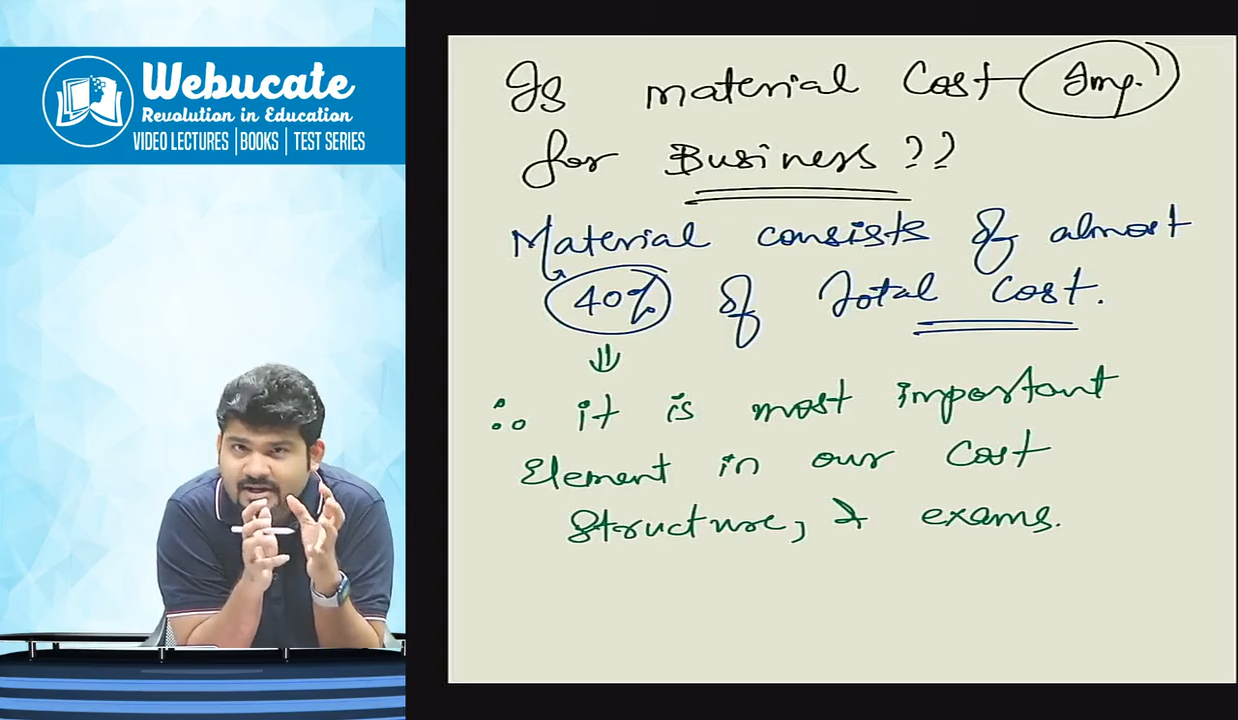 Webucate
Revolution in Education
VIDEO LECTURES | BOOKS | TEST SERIES
Is material Cost Imp.
for Business ??
Material consists of almost
40% of Total Cost.
∴ it is most important
Element in our Cost
Structure, & exams.